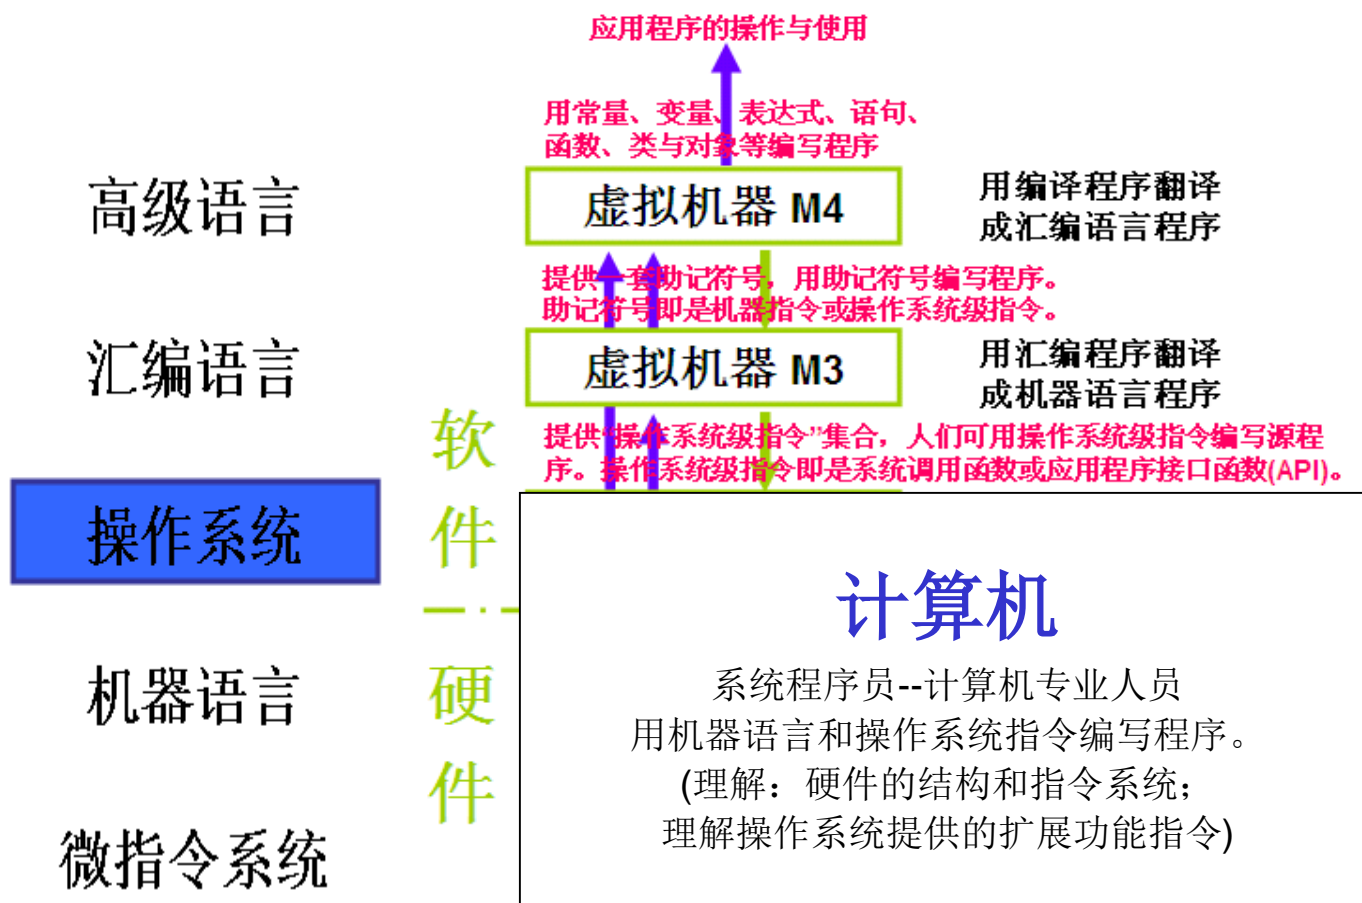 应用程序的操作与使用
用常量、变量、表达式、语句、
函数、类与对象等编写程序
高级语言
虚拟机器 M4
用编译程序翻译
成汇编语言程序
提供一套助记符号，用助记符号编写程序。
助记符号即是机器指令或操作系统级指令。
汇编语言
虚拟机器 M3
用汇编程序翻译
成机器语言程序
软
件
提供“操作系统级指令”集合，人们可用操作系统级指令编写源程
序。操作系统级指令即是系统调用函数或应用程序接口函数(API)。
操作系统
计算机
系统程序员--计算机专业人员
用机器语言和操作系统指令编写程序。
(理解：硬件的结构和指令系统；
理解操作系统提供的扩展功能指令)
机器语言
硬
件
微指令系统